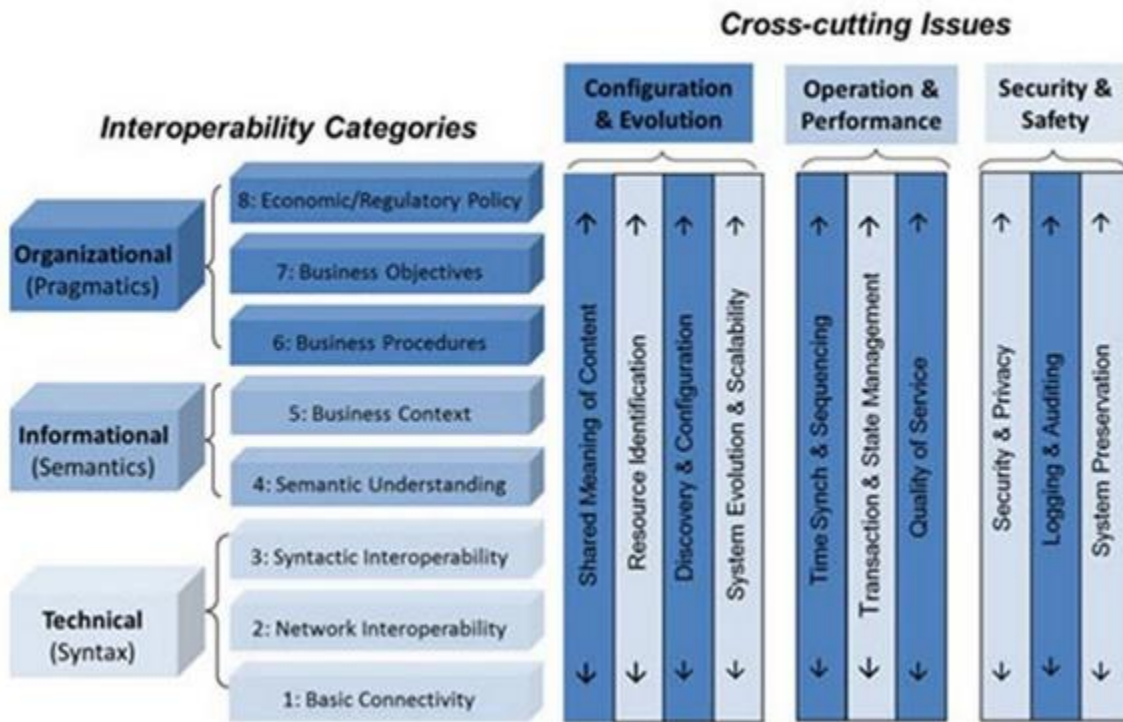 Cross-cutting Issues
Configuration
& Evolution
Operation &
Performance
Security &
Safety
Interoperability Categories
Organizational
(Pragmatics)
8: Economic/Regulatory Policy
7: Business Objectives
6: Business Procedures
Informational
(Semantics)
5: Business Context
4: Semantic Understanding
Technical
(Syntax)
3: Syntactic Interoperability
2: Network Interoperability
1: Basic Connectivity
Shared Meaning of Content
Resource Identification
Discovery & Configuration
System Evolution & Scalability
Time Synch & Sequencing
Transaction & State Management
Quality of Service
Security & Privacy
Logging & Auditing
System Preservation